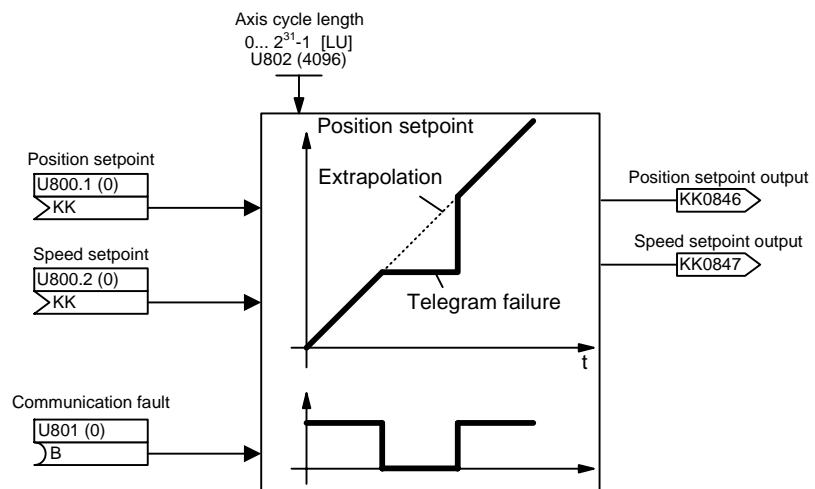 Axis cycle length
0... 2³¹-1 [LU]
U802 (4096)
Position setpoint
Position setpoint
U800.1 (0)
KK
Extrapolation
Position setpoint output
KK0846
Speed setpoint
U800.2 (0)
KK
Speed setpoint output
KK0847
Telegram failure
t
Communication fault
U801 (0)
B